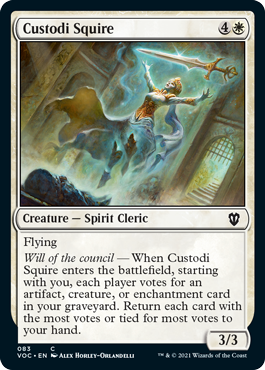 Custodi Squire 4
Creature — Spirit Cleric
Flying
Will of the council — When Custodi
Squire enters the battlefield, starting
with you, each player votes for an
artifact, creature, or enchantment card
in your graveyard. Return each card with
the most votes or tied for most votes to
your hand.
3/3
083 C
VOC • EN Alex Horley-Orlandelli
™ & © 2021 Wizards of the Coast